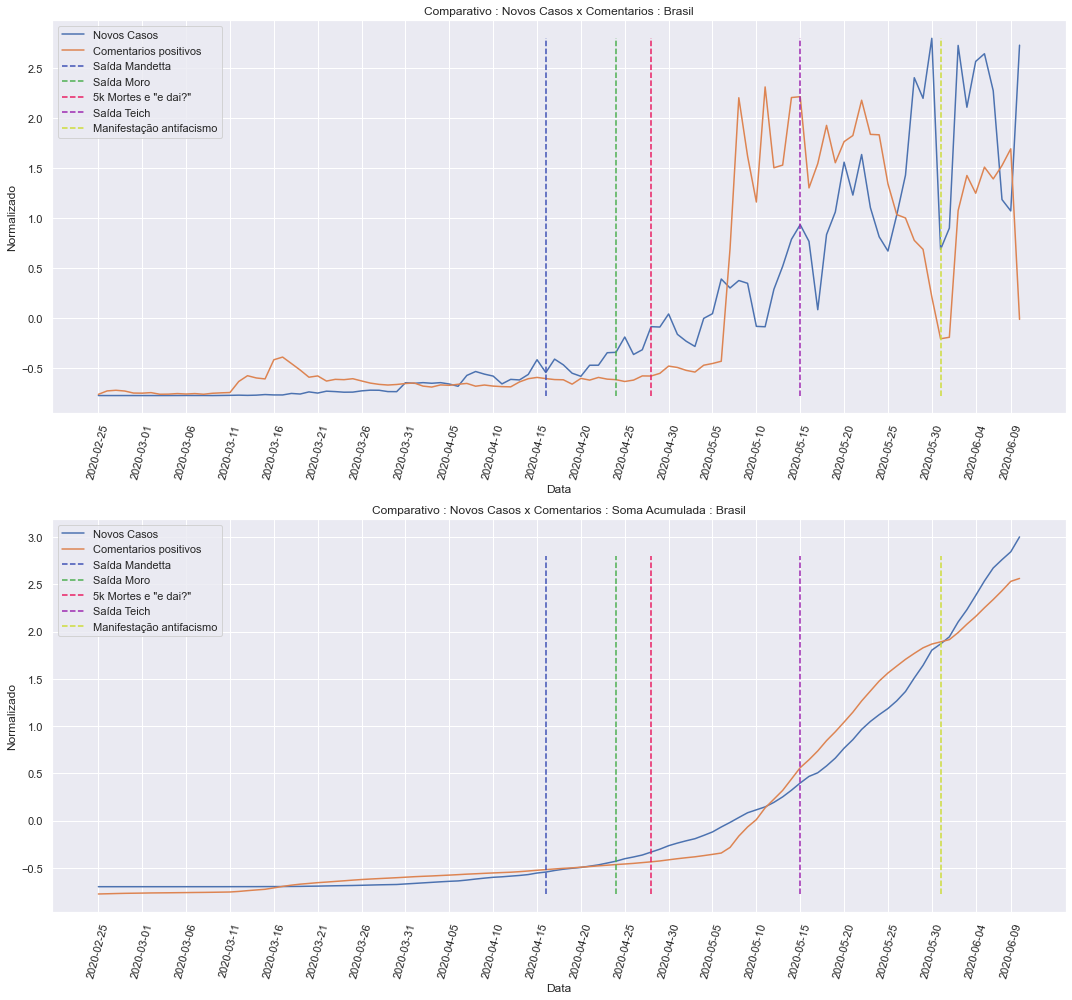 Comparativo : Novos Casos x Comentarios : Brasil
Novos Casos
Comentarios positivos
Saída Mandetta
Saída Moro
5k Mortes e "e dai?"
Saída Teich
Manifestação antifacismo
Normalizado
2.5
2.0
1.5
1.0
0.5
0.0
−0.5
2020-02-25
2020-03-01
2020-03-06
2020-03-11
2020-03-16
2020-03-21
2020-03-26
2020-03-31
2020-04-05
2020-04-10
2020-04-15
2020-04-20
2020-04-25
2020-04-30
2020-05-05
2020-05-10
2020-05-15
2020-05-20
2020-05-25
2020-05-30
2020-06-04
2020-06-09
Data
Comparativo : Novos Casos x Comentarios : Soma Acumulada : Brasil
Novos Casos
Comentarios positivos
Saída Mandetta
Saída Moro
5k Mortes e "e dai?"
Saída Teich
Manifestação antifacismo
Normalizado
3.0
2.5
2.0
1.5
1.0
0.5
0.0
−0.5
2020-02-25
2020-03-01
2020-03-06
2020-03-11
2020-03-16
2020-03-21
2020-03-26
2020-03-31
2020-04-05
2020-04-10
2020-04-15
2020-04-20
2020-04-25
2020-04-30
2020-05-05
2020-05-10
2020-05-15
2020-05-20
2020-05-25
2020-05-30
2020-06-04
2020-06-09
Data